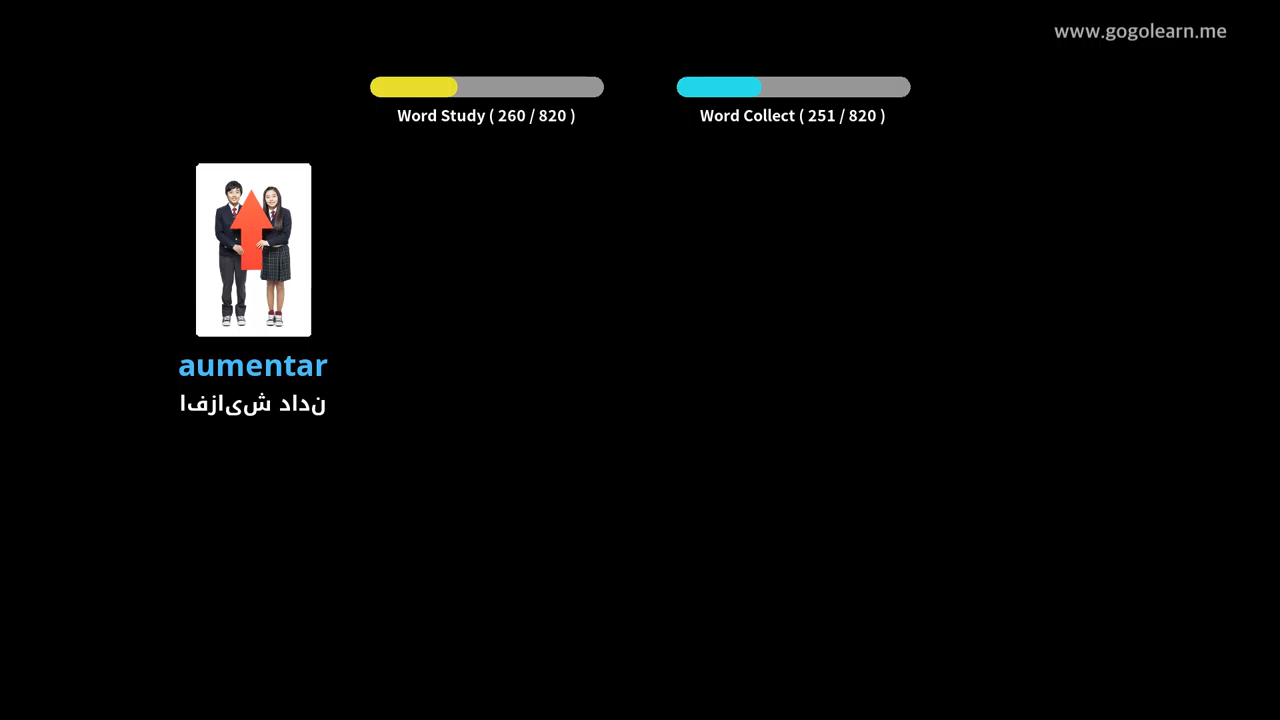 www.gogolearn.me
Word Study ( 260 / 820 )
Word Collect ( 251 / 820 )
aumentar
افزایش دادن